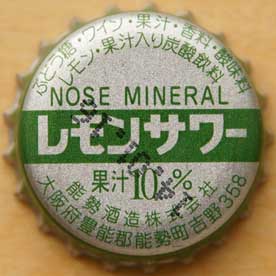 ぶどう糖・ワイン・果汁・香料・酸味料
レモン・果汁入り炭酸飲料
NOSE MINERAL
レモンサワー
果汁10%
能勢酒造株式会社
大阪府豊能郡能勢町吉野358